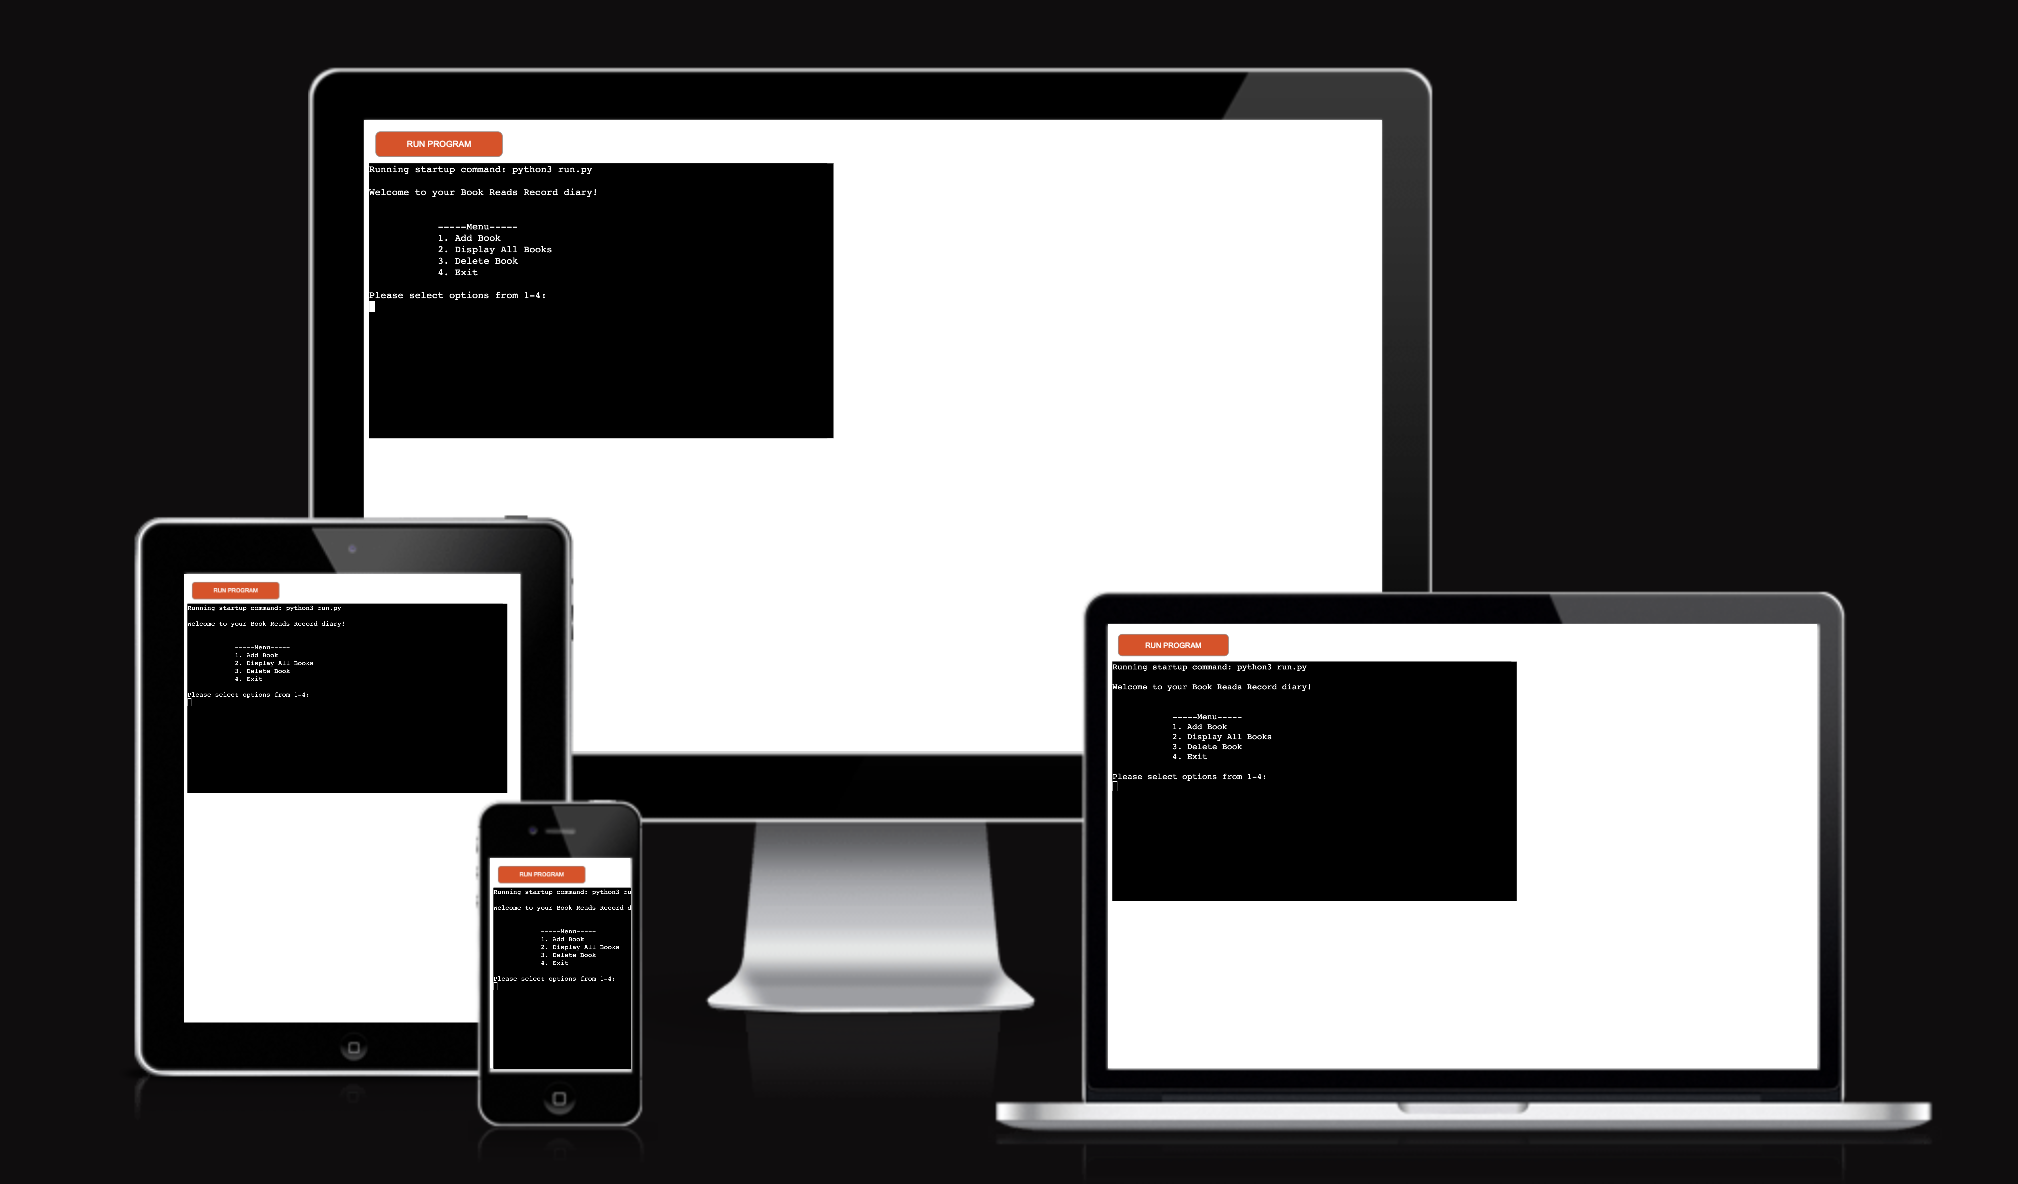 RUN PROGRAM
Running startup command: python3 run.py
Welcome to your Book Reads Record diary!
-----Menu-----
1. Add Book
2. Display All Books
3. Delete Book
4. Exit
Please select options from 1-4:
RUN PROGRAM
Running startup command: python3 run.py
Welcome to your Book Reads Record diary!
-----Menu-----
1. Add Book
2. Display All Books
3. Delete Book
4. Exit
Please select options from 1-4:
RUN PROGRAM
Running startup command: python3 run.py
Welcome to your Book Reads Record diary!
-----Menu-----
1. Add Book
2. Display All Books
3. Delete Book
4. Exit
Please select options from 1-4:
RUN PROGRAM
Running startup command: python3 ru
Welcome to your Book Reads Record d
-----Menu-----
1. Add Book
2. Display All Books
3. Delete Book
4. Exit
Please select options from 1-4: